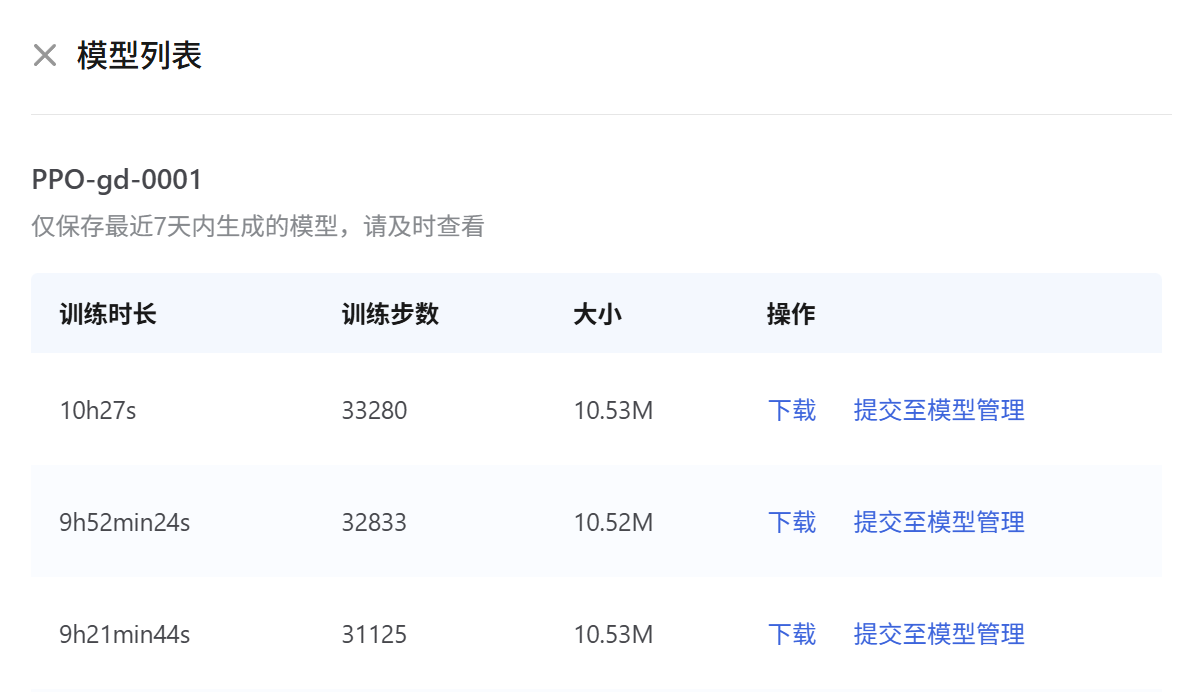 模型列表
PPO-gd-0001
仅保存最近7天内生成的模型，请及时查看
训练时长 训练步数 大小 操作
10h27s 33280 10.53M 下载 提交至模型管理
9h52min24s 32833 10.52M 下载 提交至模型管理
9h21min44s 31125 10.53M 下载 提交至模型管理